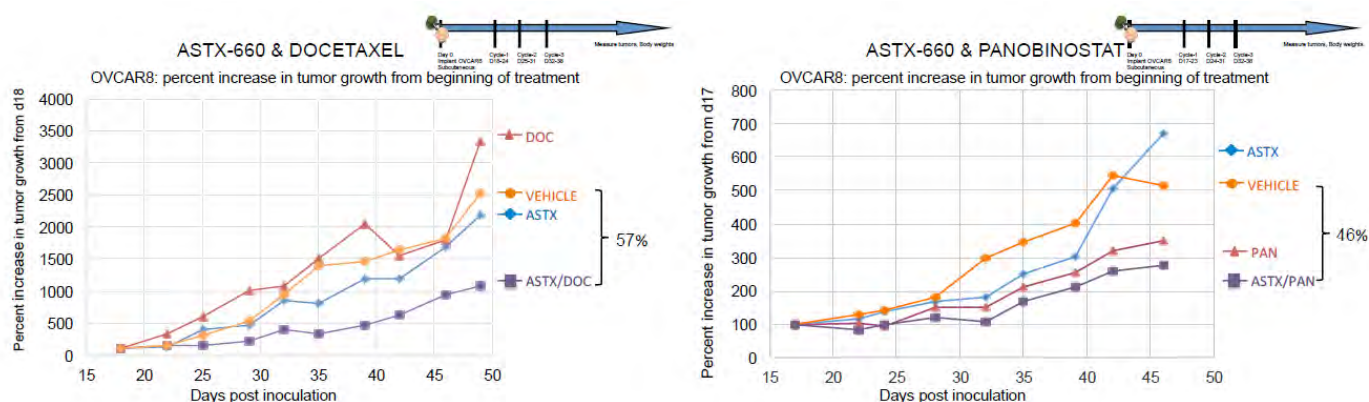 ASTX-660 & DOCETAXEL
Day 0
Implant OVCAR8
Subcutaneous
Cycle-1
D18-24
Cycle-2
D25-31
Cycle-3
D32-38
Measure tumors, Body weights.
OVCAR8: percent increase in tumor growth from beginning of treatment
Percent increase in tumor growth from d18
4000
3500
3000
2500
2000
1500
1000
500
0
15 20 25 30 35 40 45 50
Days post inoculation
DOC
VEHICLE
ASTX
ASTX/DOC
57%
ASTX-660 & PANOBINOSTAT
Day 0
Implant OVCAR8
Subcutaneous
Cycle-1
D17-23
Cycle-2
D24-31
Cycle-3
D32-38
Measure tumors, Body weights.
OVCAR8: percent increase in tumor growth from beginning of treatment
Percent increase in tumor growth from d17
800
700
600
500
400
300
200
100
0
15 20 25 30 35 40 45 50
Days post inoculation
ASTX
VEHICLE
PAN
ASTX/PAN
46%